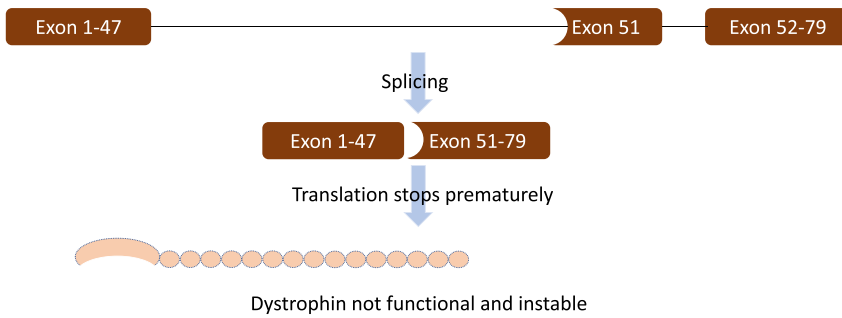 Exon 1-47
Exon 51
Exon 52-79
Splicing
Exon 1-47
Exon 51-79
Translation stops prematurely
Dystrophin not functional and instable